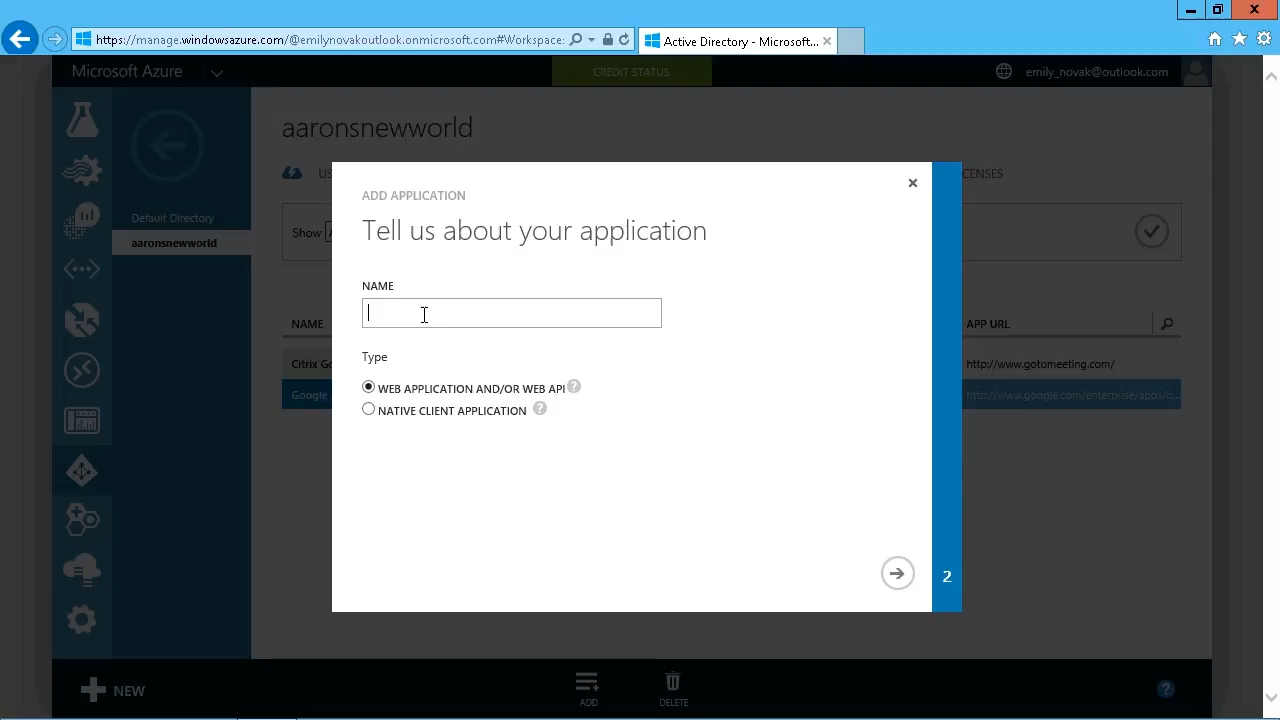 https://manage.windowsazure.com/@emilynovakoutlook.onmicrosoft.com#Workspace:
Active Directory - Microsoft...
Microsoft Azure
CREDIT STATUS
emily_novak@outlook.com
aaronsnewworld
US
CENSES
Default Directory
aaronsnewworld
Show
NAME
APP URL
Citrix Go
http://www.gotomeeting.com/
Google
http://www.google.com/enterprise/apps/b...
ADD APPLICATION
Tell us about your application
NAME
Type
WEB APPLICATION AND/OR WEB API
?
NATIVE CLIENT APPLICATION
?
2
NEW
ADD
DELETE
?